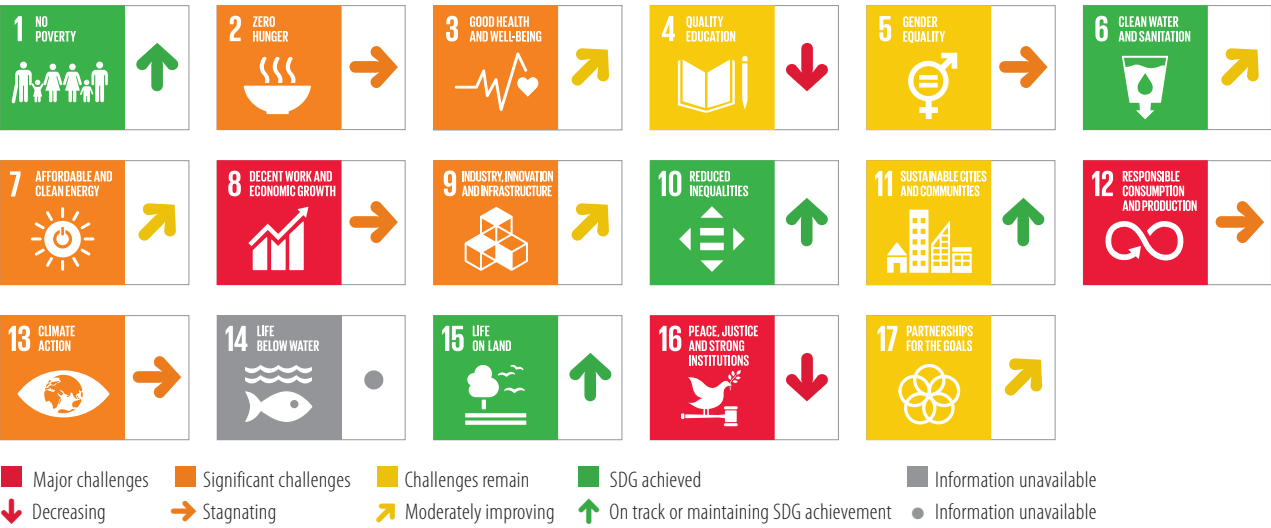 1 NO
POVERTY
2 ZERO
HUNGER
3 GOOD HEALTH
AND WELL-BEING
4 QUALITY
EDUCATION
5 GENDER
EQUALITY
6 CLEAN WATER
AND SANITATION
7 AFFORDABLE AND
CLEAN ENERGY
8 DECENT WORK AND
ECONOMIC GROWTH
9 INDUSTRY, INNOVATION
AND INFRASTRUCTURE
10 REDUCED
INEQUALITIES
11 SUSTAINABLE CITIES
AND COMMUNITIES
12 RESPONSIBLE
CONSUMPTION
AND PRODUCTION
13 CLIMATE
ACTION
14 LIFE
BELOW WATER
15 LIFE
ON LAND
16 PEACE, JUSTICE
AND STRONG
INSTITUTIONS
17 PARTNERSHIPS
FOR THE GOALS
Major challenges
Significant challenges
Challenges remain
SDG achieved
Information unavailable
Decreasing
Stagnating
Moderately improving
On track or maintaining SDG achievement
Information unavailable